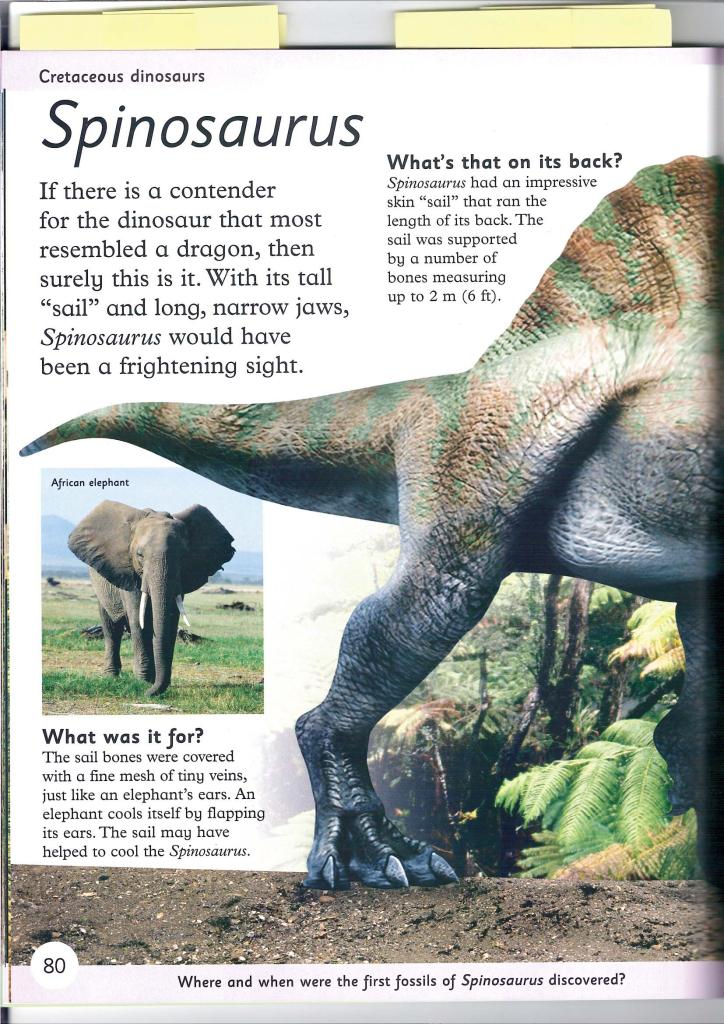 Cretaceous dinosaurs
Spinosaurus
If there is a contender
for the dinosaur that most
resembled a dragon, then
surely this is it. With its tall
“sail” and long, narrow jaws,
Spinosaurus would have
been a frightening sight.
What's that on its back?
Spinosaurus had an impressive
skin “sail” that ran the
length of its back. The
sail was supported
by a number of
bones measuring
up to 2 m (6 ft).
African elephant
What was it for?
The sail bones were covered
with a fine mesh of tiny veins,
just like an elephant's ears. An
elephant cools itself by flapping
its ears. The sail may have
helped to cool the Spinosaurus.
80
Where and when were the first fossils of Spinosaurus discovered?